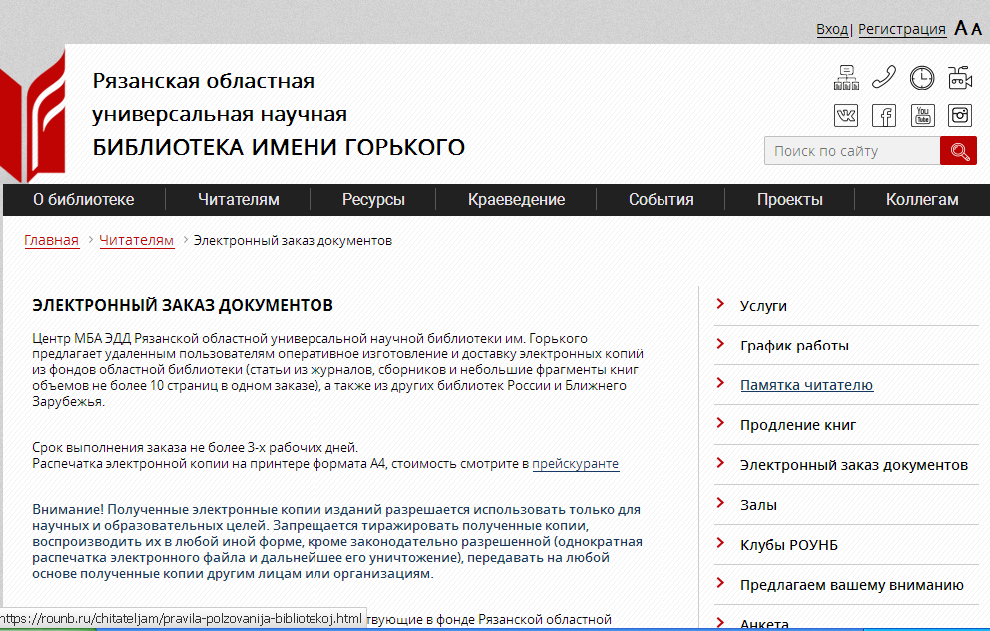 Вход| Регистрация А А
Рязанская областная
универсальная научная
БИБЛИОТЕКА ИМЕНИ ГОРЬКОГО
You
Tube
Поиск по сайту
О библиотеке Читателям Ресурсы Краеведение События Проекты Коллегам
Главная > Читателям > Электронный заказ документов
ЭЛЕКТРОННЫЙ ЗАКАЗ ДОКУМЕНТОВ
Центр МБА ЭДД Рязанской областной универсальной научной библиотеки им. Горького
предлагает удаленным пользователям оперативное изготовление и доставку электронных копий
из фондов областной библиотеки (статьи из журналов, сборников и небольшие фрагменты книг
объемов не более 10 страниц в одном заказе), а также из других библиотек России и Ближнего
Зарубежья.
Срок выполнения заказа не более 3-х рабочих дней.
Распечатка электронной копии на принтере формата А4, стоимость смотрите в прейскуранте
Внимание! Полученные электронные копии изданий разрешается использовать только для
научных и образовательных целей. Запрещается тиражировать полученные копии,
воспроизводить их в любой иной форме, кроме законодательно разрешенной (однократная
распечатка электронного файла и дальнейшее его уничтожение), передавать на любой
основе полученные копии другим лицам или организациям.
твующие в фонде Рязанской областной
https://rounb.ru/chitateljam/pravila-polzovanija-bibliotekoj.html
Услуги
График работы
Памятка читателю
Продление книг
Электронный заказ документов
Залы
Клубы РОУНБ
Предлагаем вашему вниманию
Анкета